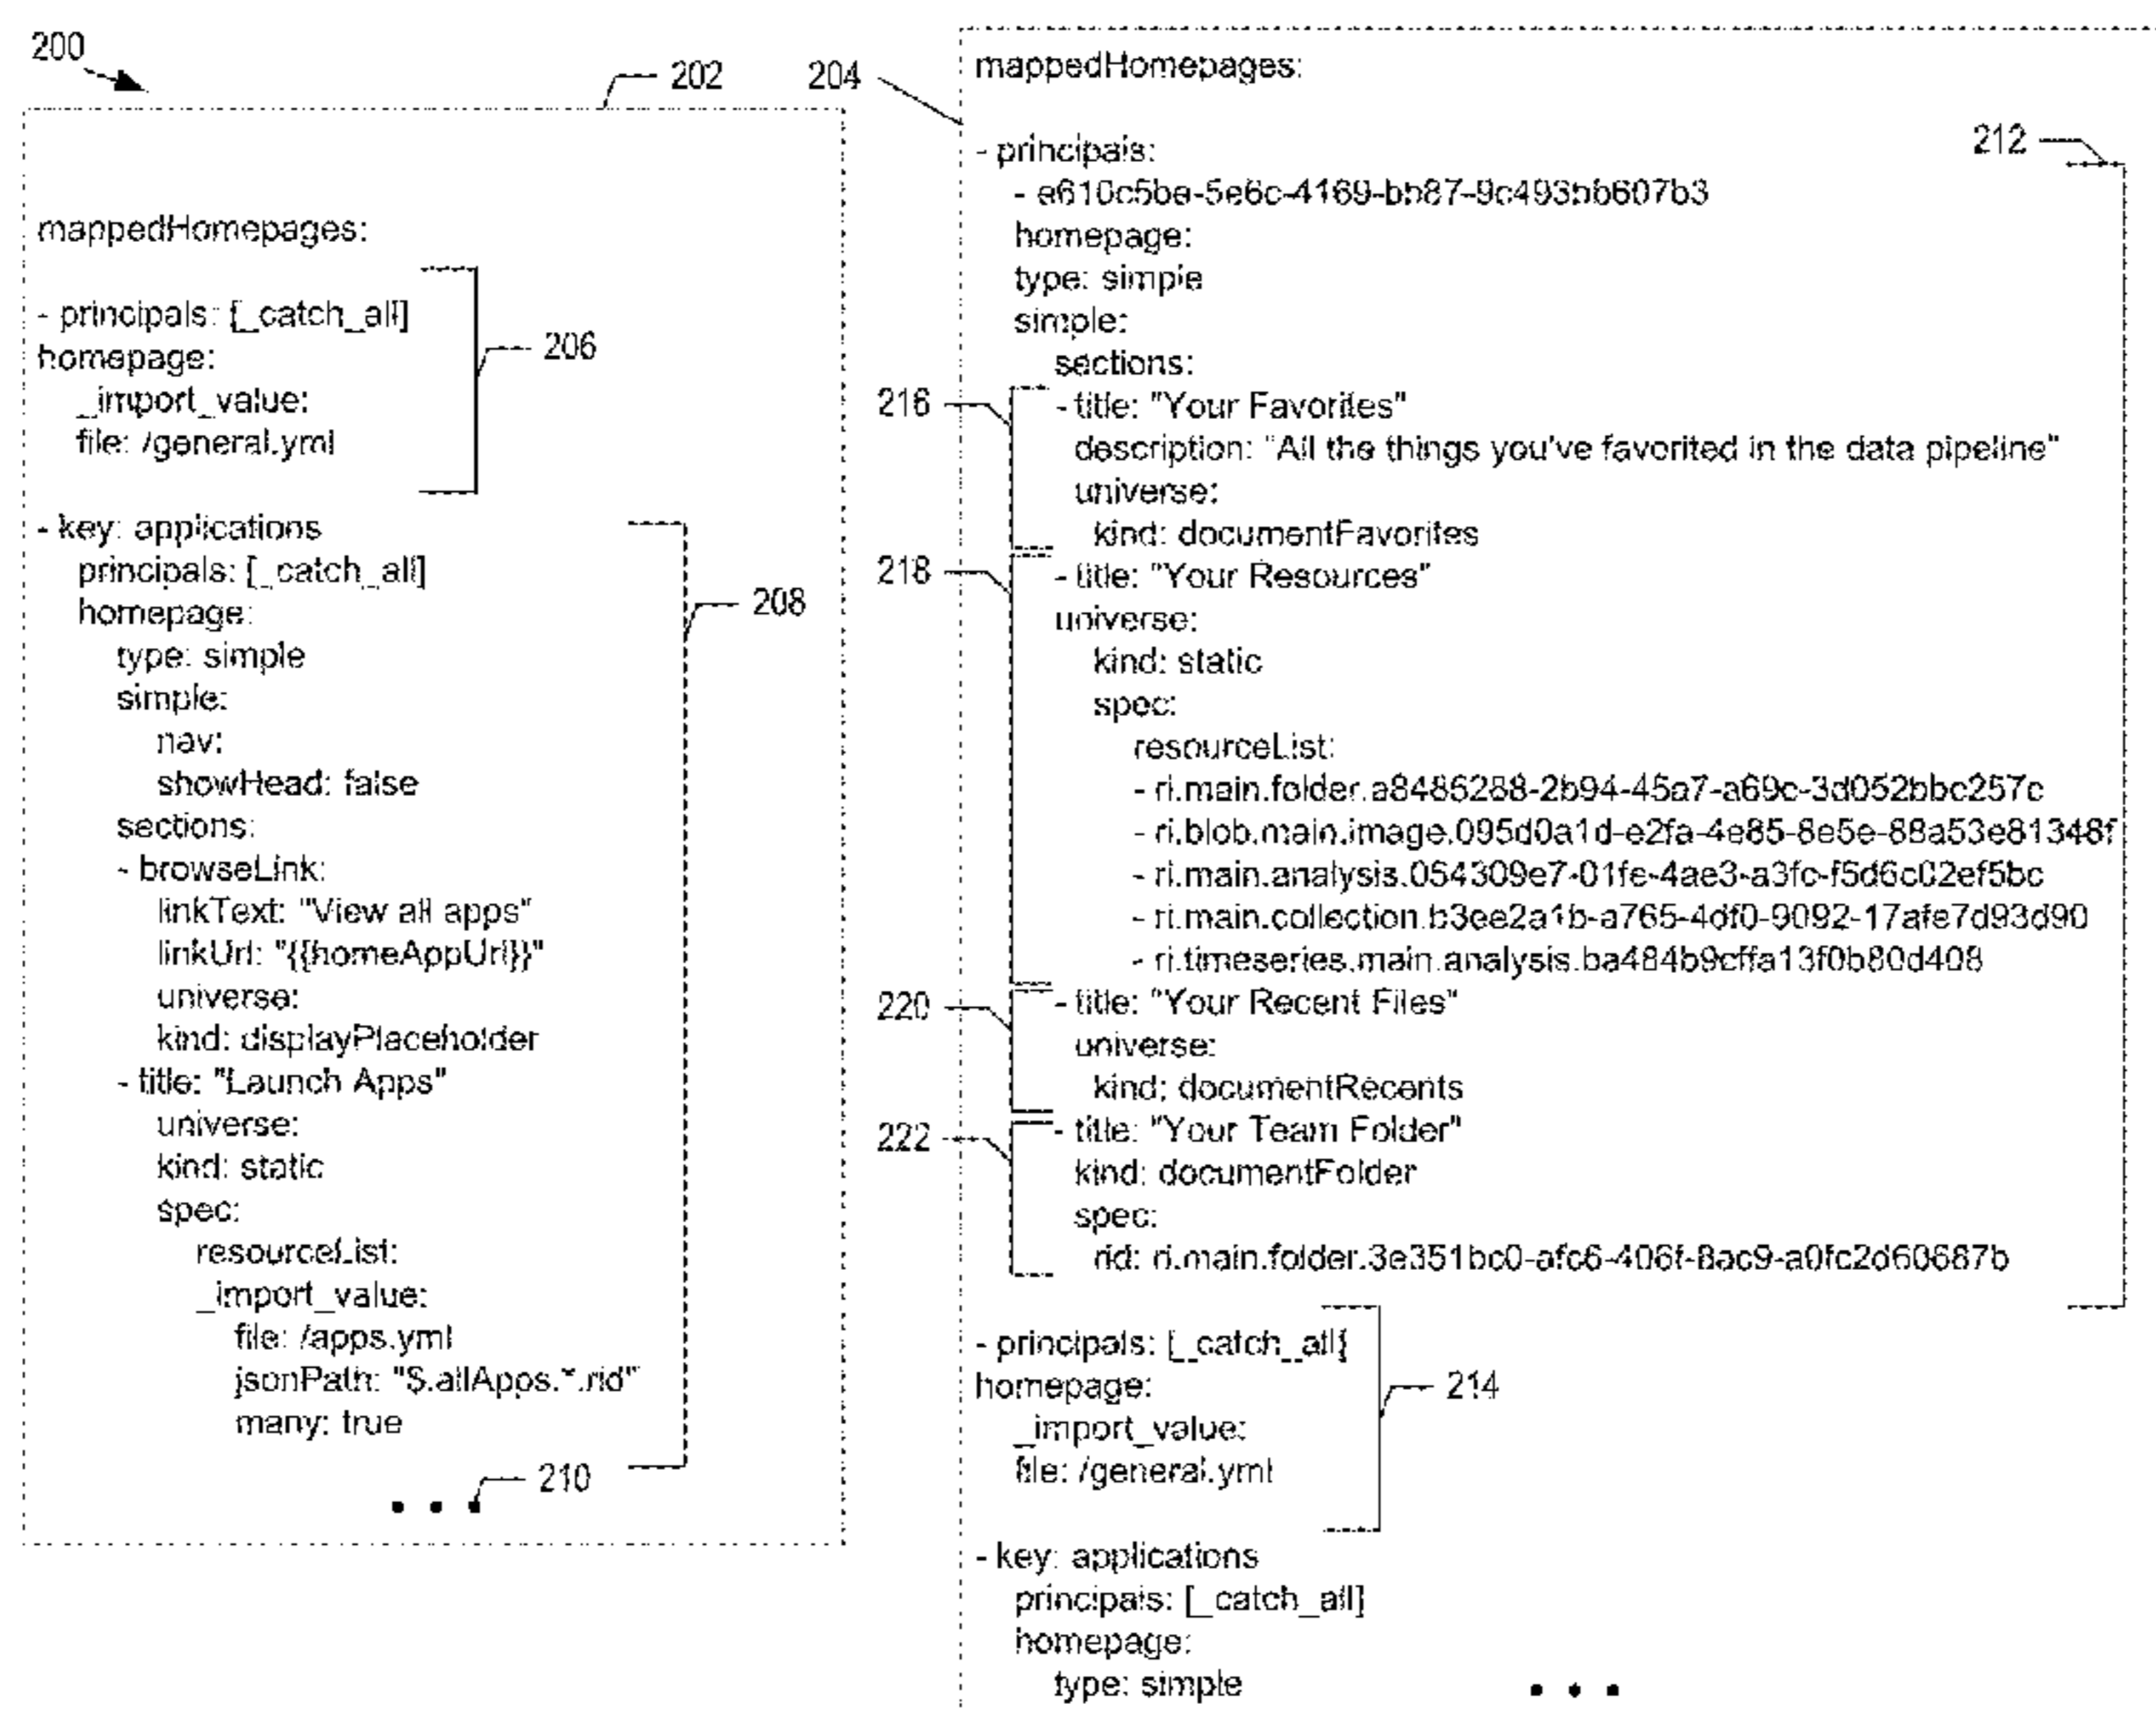 200
202
mappedHomepages:
- principals: [_catch_all]
homepage:
_import_value:
file: /general.yml
206
- key: applications
principals: [_catch_all]
homepage:
type: simple
simple:
nav:
showHead: false
sections:
- browseLink:
linkText: "View all apps"
linkUrl: "{{homeAppUrl}}"
universe:
kind: displayPlaceholder
- title: "Launch Apps"
universe:
kind: static
spec:
resourceList:
_import_value:
file: /apps.yml
jsonPath: "$.allApps.*.rid"
many: true
208
210
204
mappedHomepages:
212
- principals:
- e610c5be-5e6c-4169-bb87-9c493bb607b3
homepage:
type: simple
simple:
sections:
216
- title: "Your Favorites"
description: "All the things you've favorited in the data pipeline"
universe:
kind: documentFavorites
218
- title: "Your Resources"
universe:
kind: static
spec:
resourceList:
- ri.main.folder.a8486288-2b94-45a7-a69c-3d052bbc257c
- ri.blob.main.image.095d0a1d-e2fa-4e85-8e5e-88a53e81348f
- ri.main.analysis.054309e7-01fe-4ae3-a3fc-f5d6c02ef5bc
- ri.main.collection.b3ee2a1b-a765-4df0-9092-17afe7d93d90
- ri.timeseries.main.analysis.ba484b9cffa13f0b80d408
220
- title: "Your Recent Files"
universe:
kind: documentRecents
222
- title: "Your Team Folder"
kind: documentFolder
spec:
rid: ri.main.folder.3e351bc0-afc6-406f-8ac9-a0fc2d60687b
- principals: [_catch_all]
homepage:
_import_value:
file: /general.yml
214
- key: applications
principals: [_catch_all]
homepage:
type: simple